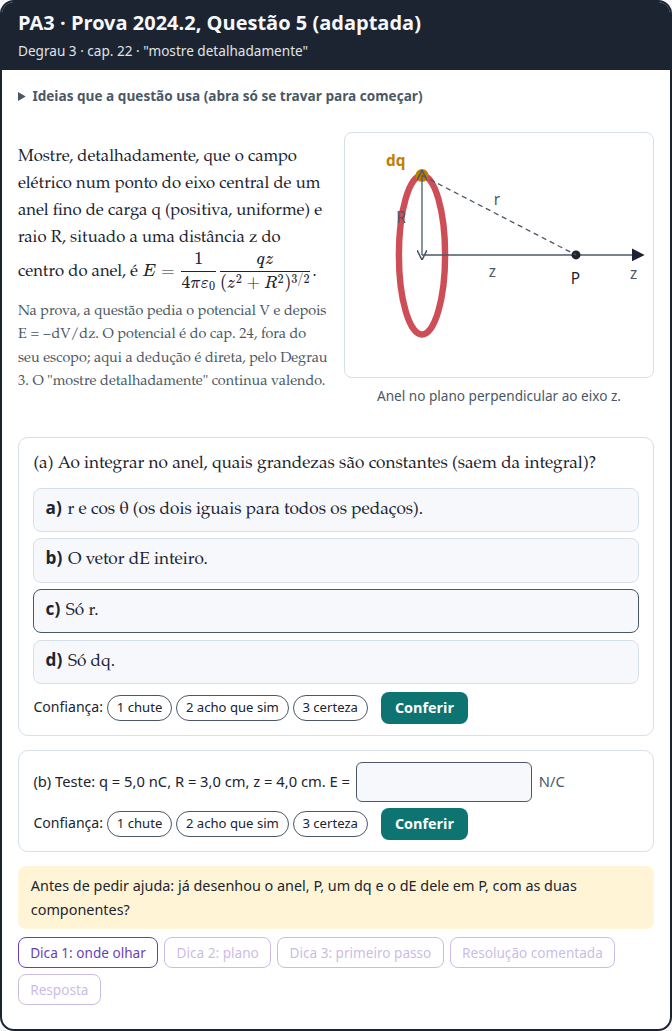 PA3 · Prova 2024.2, Questão 5 (adaptada)
Degrau 3 · cap. 22 · "mostre detalhadamente"
▶ Ideias que a questão usa (abra só se travar para começar)
Mostre, detalhadamente, que o campo
elétrico num ponto do eixo central de um
anel fino de carga q (positiva, uniforme) e
raio R, situado a uma distância z do
centro do anel, é E = 1/(4πε₀) qz/(z² + R²)^{3/2}.
Na prova, a questão pedia o potencial V e depois
E = −dV/dz. O potencial é do cap. 24, fora do
seu escopo; aqui a dedução é direta, pelo Degrau
3. O "mostre detalhadamente" continua valendo.
dq
R
r
z
P
z
Anel no plano perpendicular ao eixo z.
(a) Ao integrar no anel, quais grandezas são constantes (saem da integral)?
a) r e cos θ (os dois iguais para todos os pedaços).
b) O vetor dE inteiro.
c) Só r.
d) Só dq.
Confiança: 1 chute 2 acho que sim 3 certeza Conferir
(b) Teste: q = 5,0 nC, R = 3,0 cm, z = 4,0 cm. E = N/C
Confiança: 1 chute 2 acho que sim 3 certeza Conferir
Antes de pedir ajuda: já desenhou o anel, P, um dq e o dE dele em P, com as duas
componentes?
Dica 1: onde olhar Dica 2: plano Dica 3: primeiro passo Resolução comentada
Resposta